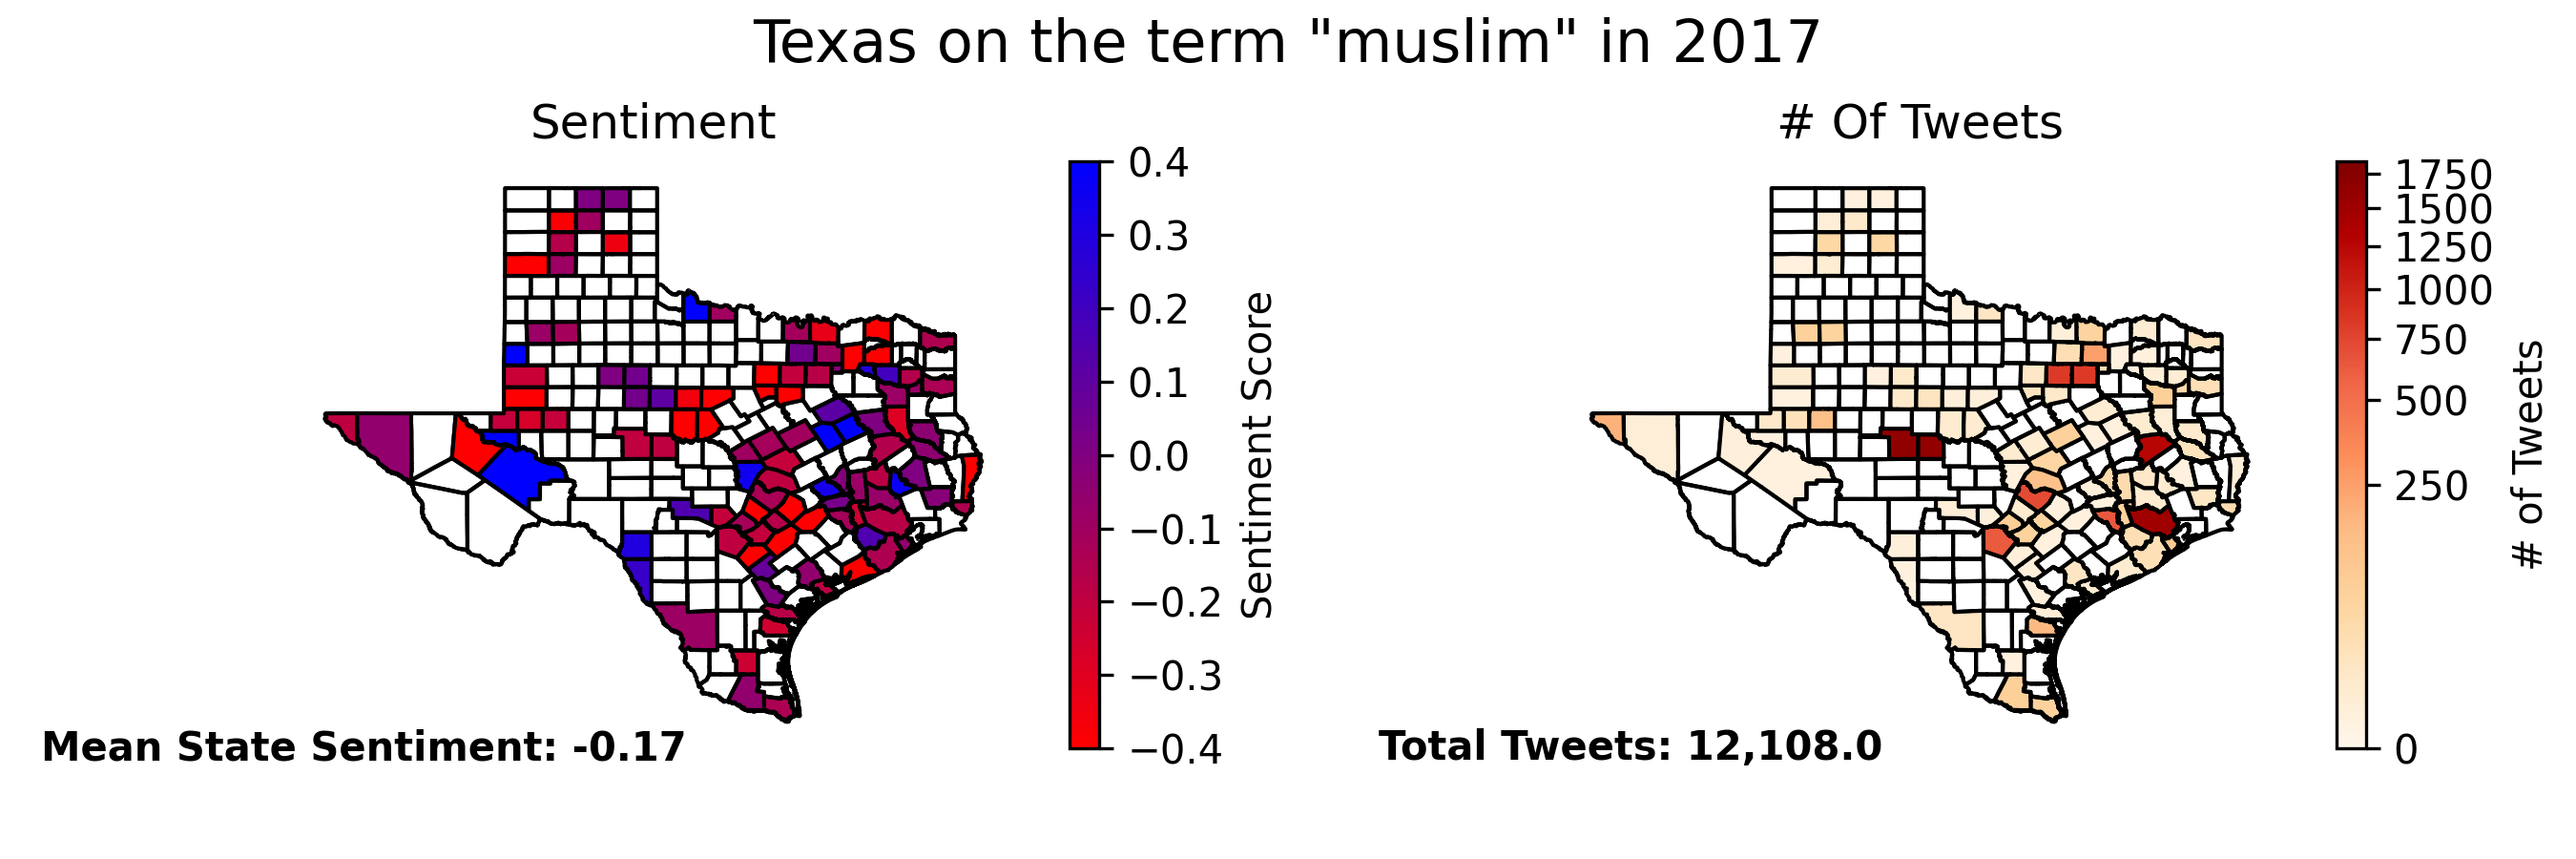 Texas on the term "muslim" in 2017
Sentiment
0.4
0.3
0.2
0.1
0.0
−0.1
−0.2
−0.3
−0.4
Sentiment Score
Mean State Sentiment: -0.17
# Of Tweets
1750
1500
1250
1000
750
500
250
0
# of Tweets
Total Tweets: 12,108.0